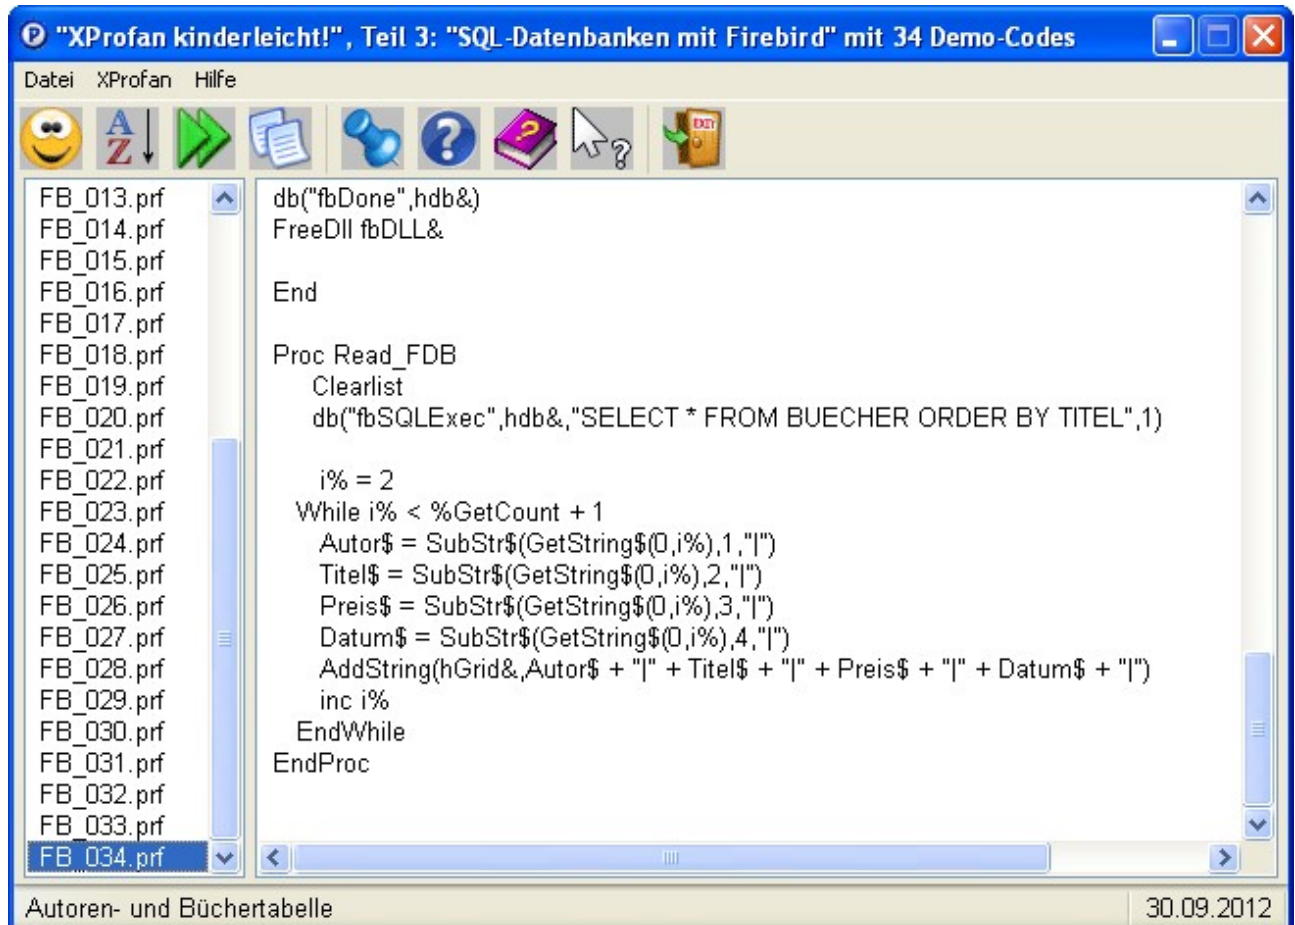 "XProfan kinderleicht!", Teil 3: "SQL-Datenbanken mit Firebird" mit 34 Demo-Codes
Datei XProfan Hilfe
A
Z
EXIT
FB_013.prf
FB_014.prf
FB_015.prf
FB_016.prf
FB_017.prf
FB_018.prf
FB_019.prf
FB_020.prf
FB_021.prf
FB_022.prf
FB_023.prf
FB_024.prf
FB_025.prf
FB_026.prf
FB_027.prf
FB_028.prf
FB_029.prf
FB_030.prf
FB_031.prf
FB_032.prf
FB_033.prf
FB_034.prf
db("fbDone",hdb&)
FreeDll fbDLL&
End
Proc Read_FDB
Clearlist
db("fbSQLExec",hdb&,"SELECT * FROM BUECHER ORDER BY TITEL",1)
i% = 2
While i% < %GetCount + 1
Autor$ = SubStr$(GetString$(0,i%),1,"|")
Titel$ = SubStr$(GetString$(0,i%),2,"|")
Preis$ = SubStr$(GetString$(0,i%),3,"|")
Datum$ = SubStr$(GetString$(0,i%),4,"|")
AddString(hGrid&,Autor$ + "|" + Titel$ + "|" + Preis$ + "|" + Datum$ + "|")
inc i%
EndWhile
EndProc
Autoren- und Büchertabelle
30.09.2012